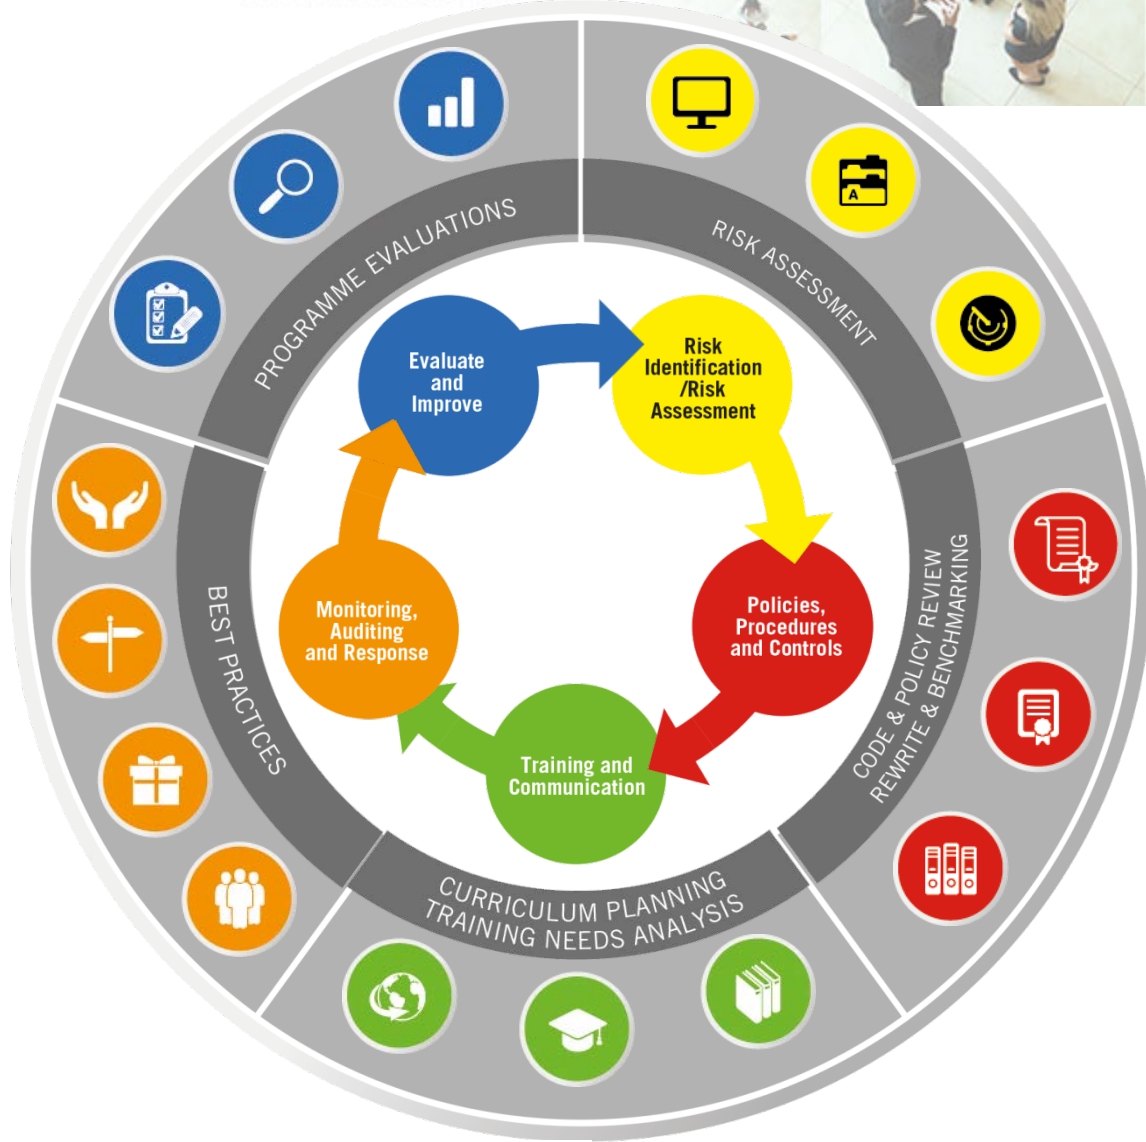 PROGRAMME EVALUATIONS
RISK ASSESSMENT
CODE & POLICY REVIEW
REWRITE & BENCHMARKING
CURRICULUM PLANNING
TRAINING NEEDS ANALYSIS
BEST PRACTICES
Evaluate
and
Improve
Risk
Identification
/Risk
Assessment
Policies,
Procedures
and Controls
Training and
Communication
Monitoring,
Auditing
and Response
A